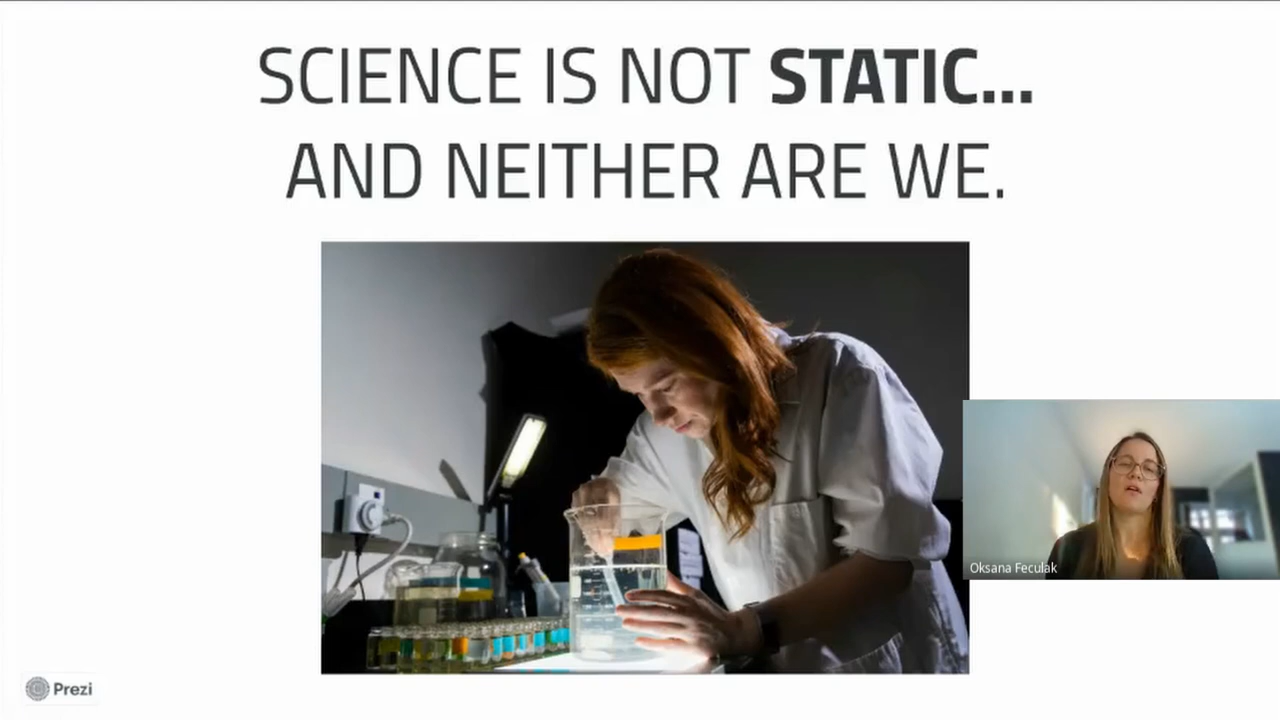 SCIENCE IS NOT STATIC...
AND NEITHER ARE WE.
Oksana Feculak
Prezi